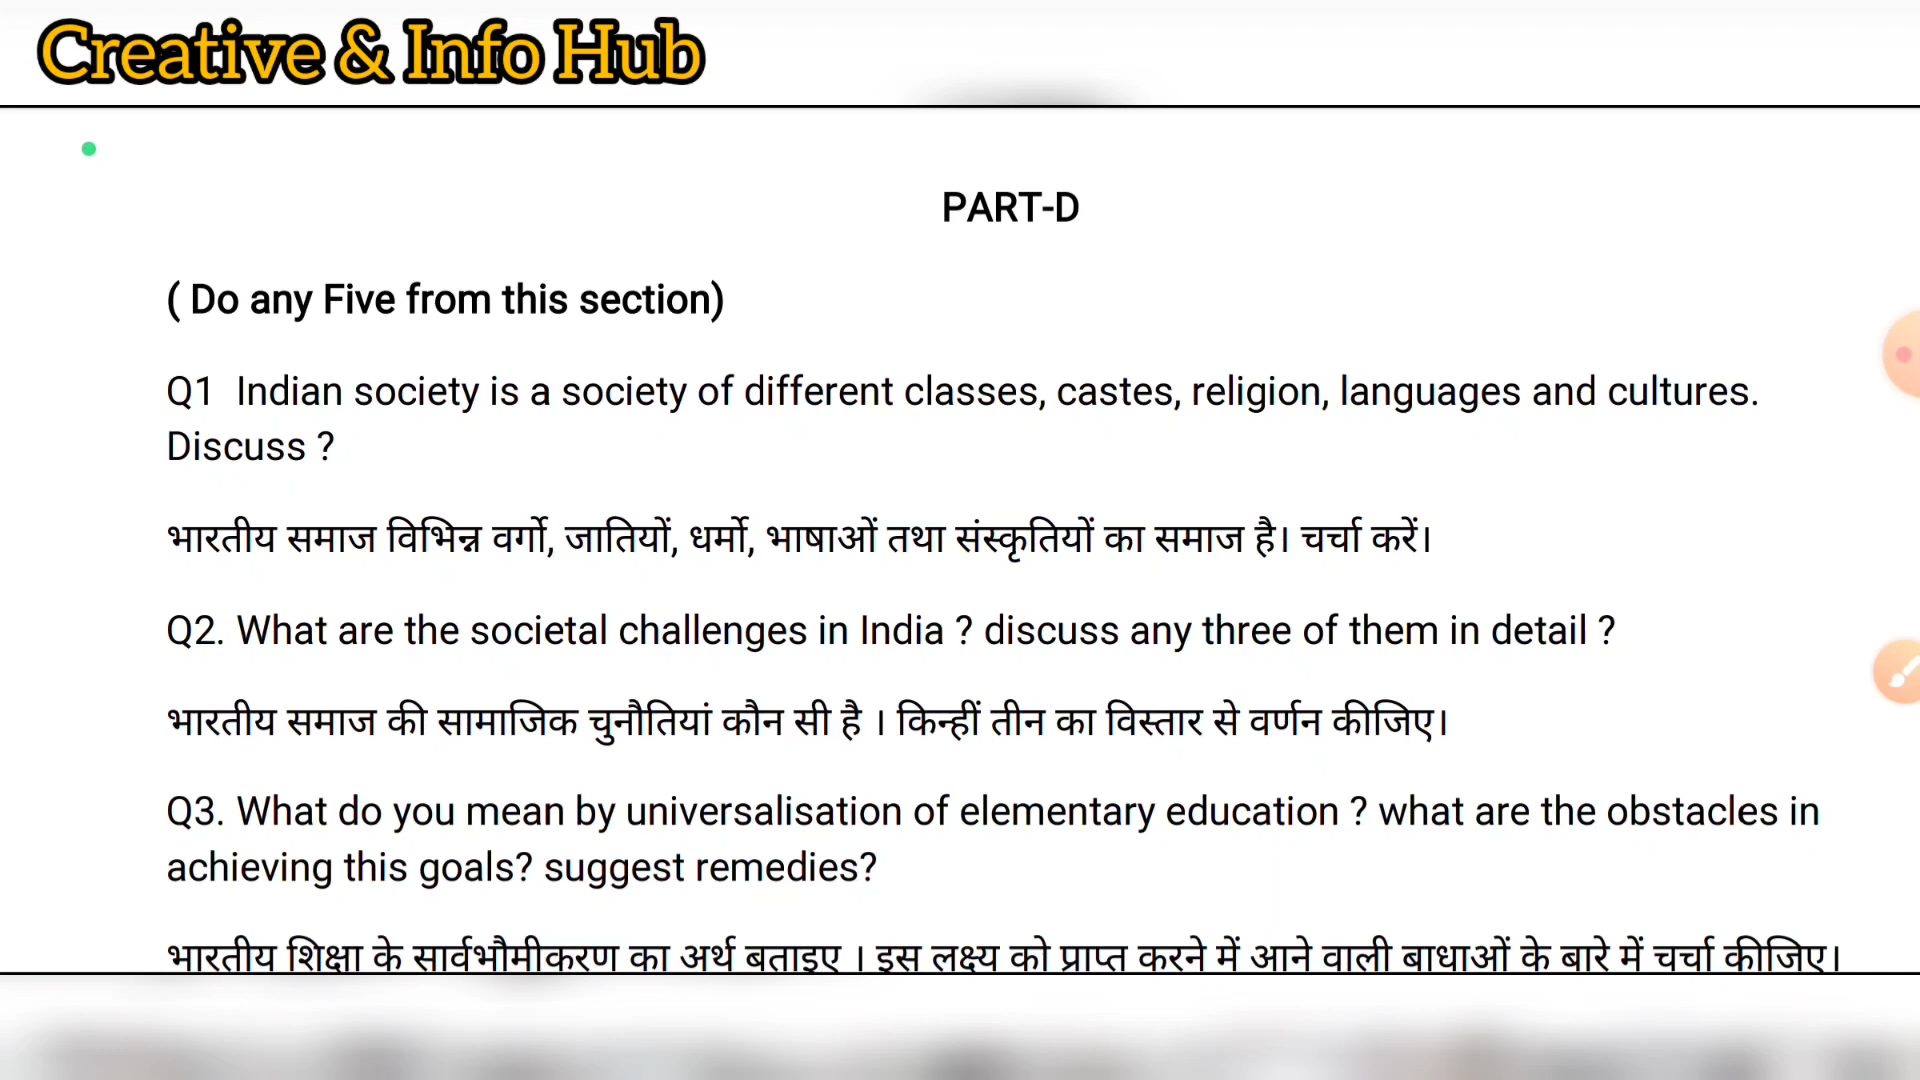 Creative & Info Hub
PART-D
( Do any Five from this section)
Q1  Indian society is a society of different classes, castes, religion, languages and cultures.
Discuss ?
भारतीय समाज विभिन्न वर्गो, जातियों, धर्मो, भाषाओं तथा संस्कृतियों का समाज है। चर्चा करें।
Q2. What are the societal challenges in India ? discuss any three of them in detail ?
भारतीय समाज की सामाजिक चुनौतियां कौन सी है । किन्हीं तीन का विस्तार से वर्णन कीजिए।
Q3. What do you mean by universalisation of elementary education ? what are the obstacles in
achieving this goals? suggest remedies?
भारतीय शिक्षा के सार्वभौमीकरण का अर्थ बताइए । इस लक्ष्य को प्राप्त करने में आने वाली बाधाओं के बारे में चर्चा कीजिए।